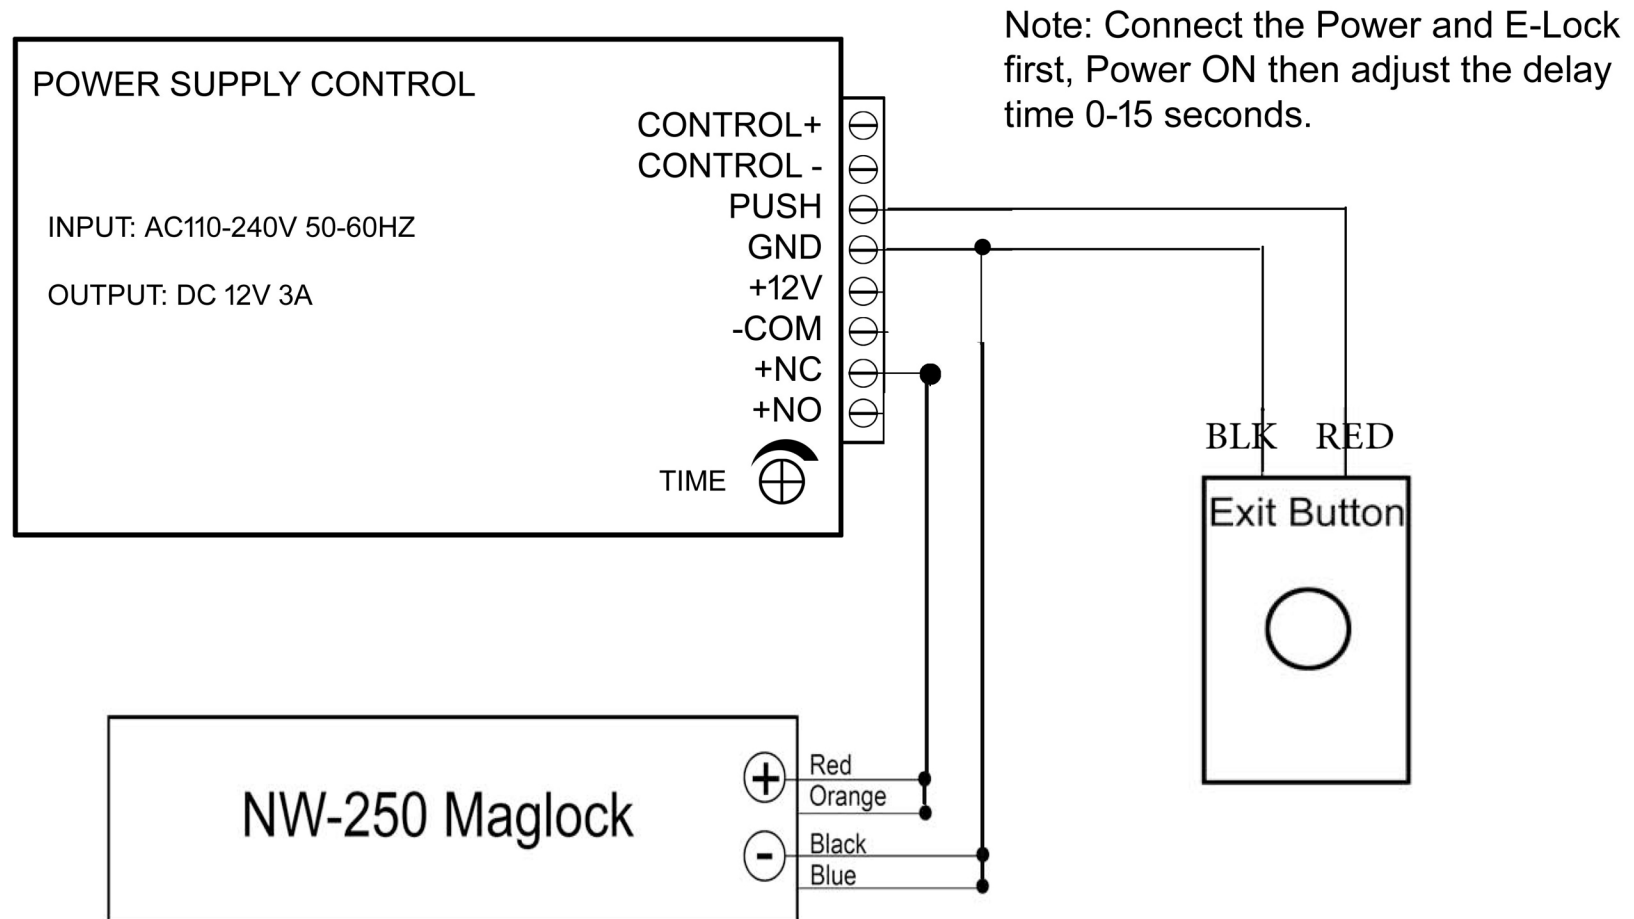 Note: Connect the Power and E-Lock
first, Power ON then adjust the delay
time 0-15 seconds.
POWER SUPPLY CONTROL
INPUT: AC110-240V 50-60HZ
OUTPUT: DC 12V 3A
CONTROL+
CONTROL -
PUSH
GND
+12V
-COM
+NC
+NO
TIME
BLK RED
Exit Button
NW-250 Maglock
+
Red
Orange
-
Black
Blue